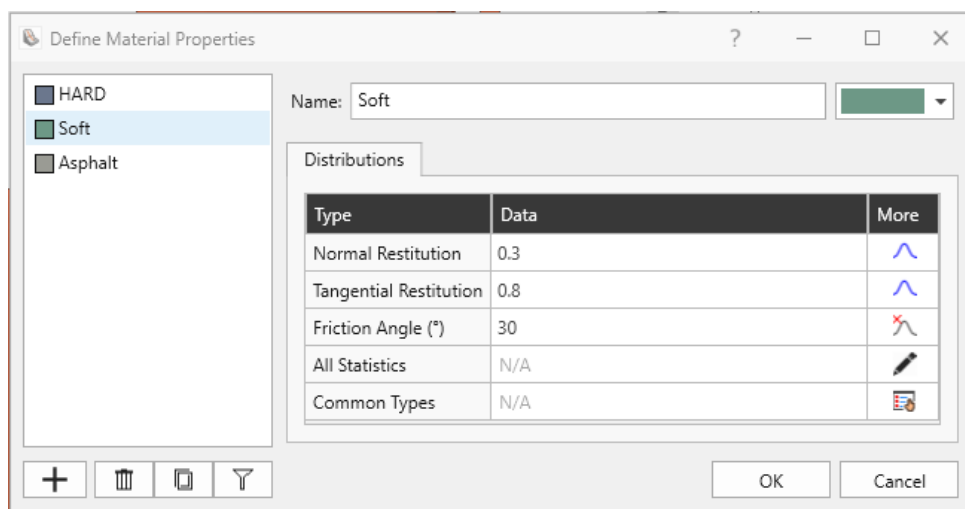 Define Material Properties
?
HARD
Soft
Asphalt
Name: Soft
Distributions
Type Data More
Normal Restitution 0.3
Tangential Restitution 0.8
Friction Angle (°) 30
All Statistics N/A
Common Types N/A
OK Cancel